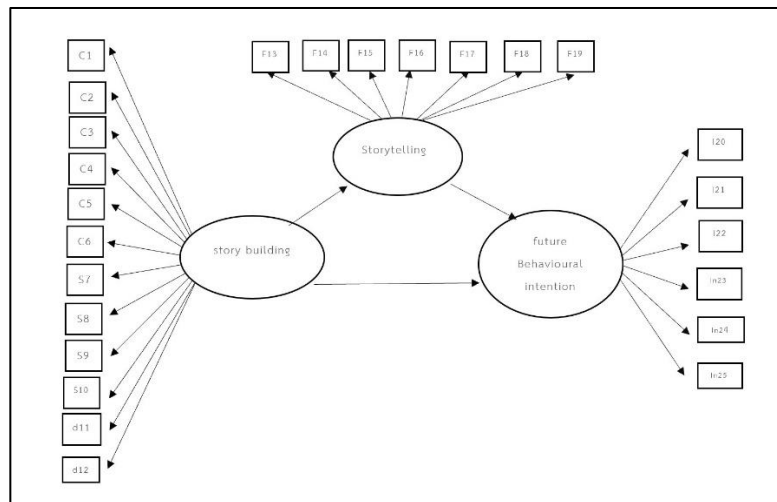 C1
C2
C3
C4
C5
C6
S7
S8
S9
S10
d11
d12
story building
F13
F14
F15
F16
F17
F18
F19
Storytelling
future
Behavioural
intention
I20
I21
I22
In23
In24
In25